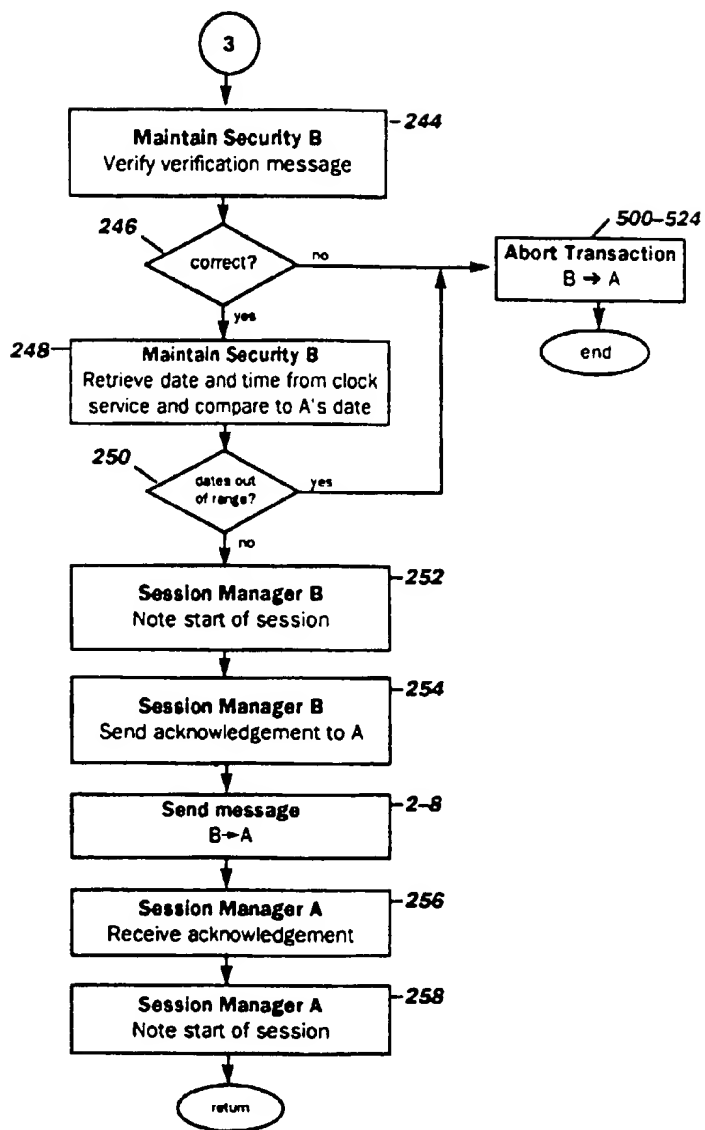 3
Maintain Security B
Verify verification message
244
246
correct?
no
yes
500-524
Abort Transaction
B → A
end
248
Maintain Security B
Retrieve date and time from clock
service and compare to A's date
250
dates out
of range?
yes
no
Session Manager B
Note start of session
252
Session Manager B
Send acknowledgement to A
254
Send message
B→A
2-8
Session Manager A
Receive acknowledgement
256
Session Manager A
Note start of session
258
return